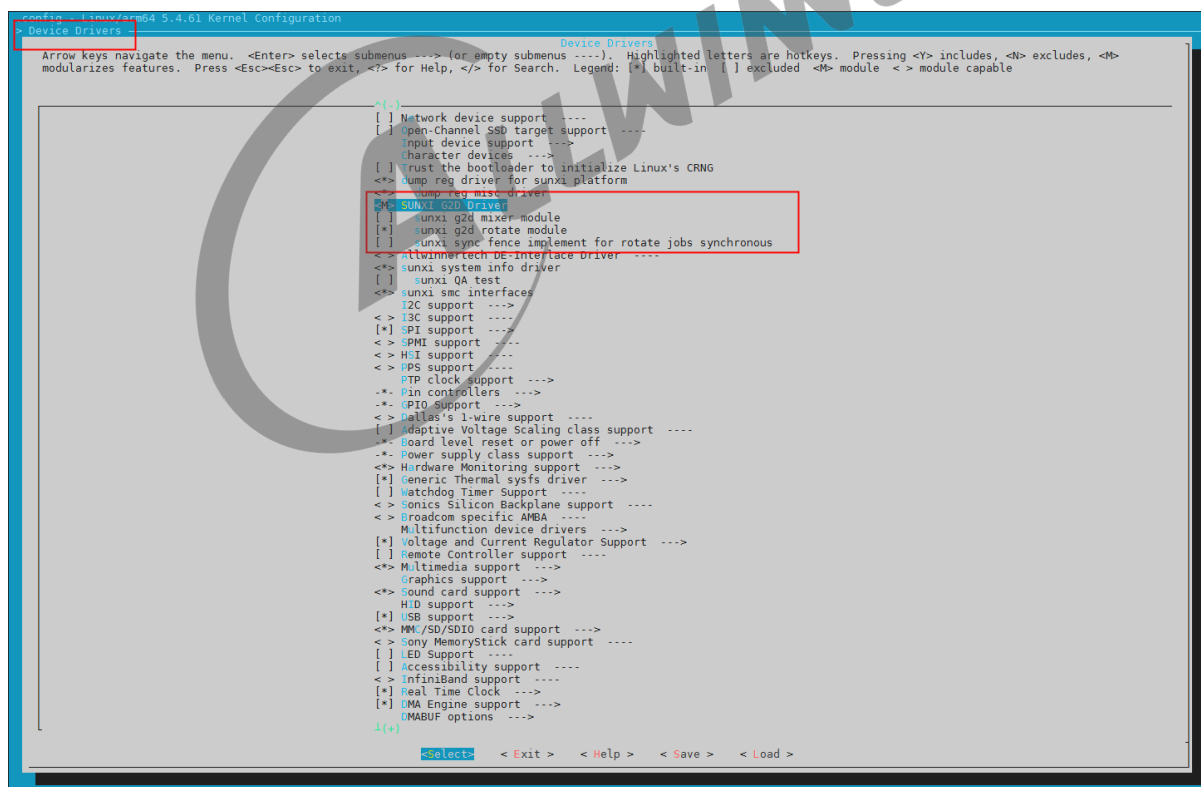 config - Linux/arm64 5.4.61 Kernel Configuration
> Device Drivers
Device Drivers
Arrow keys navigate the menu. <Enter> selects submenus ---> (or empty submenus ----). Highlighted letters are hotkeys. Pressing <Y> includes, <N> excludes, <M>
modularizes features. Press <Esc><Esc> to exit, <?> for Help, </> for Search. Legend: [*] built-in [ ] excluded <M> module < > module capable
^(-)
[ ] Network device support ----
[ ] Open-Channel SSD target support ----
Input device support --->
Character devices --->
[ ] Trust the bootloader to initialize Linux's CRNG
<*> dump reg driver for sunxi platform
<*> dump reg misc driver
<M> SUNXI G2D Driver
[ ] sunxi g2d mixer module
[*] sunxi g2d rotate module
[ ] sunxi sync fence implement for rotate jobs synchronous
< > Allwinnertech DE-Interlace Driver ----
<*> sunxi system info driver
[ ] sunxi QA test
<*> sunxi smc interfaces
I2C support --->
< > I3C support ----
[*] SPI support --->
< > SPMI support ----
< > HSI support ----
< > PPS support ----
PTP clock support --->
-*- Pin controllers --->
-*- GPIO Support --->
< > Dallas's 1-wire support ----
[ ] Adaptive Voltage Scaling class support ----
-*- Board level reset or power off --->
-*- Power supply class support --->
<*> Hardware Monitoring support --->
[*] Generic Thermal sysfs driver --->
[ ] Watchdog Timer Support ----
< > Sonics Silicon Backplane support ----
< > Broadcom specific AMBA ----
Multifunction device drivers --->
[*] Voltage and Current Regulator Support --->
[ ] Remote Controller support ----
<*> Multimedia support --->
Graphics support --->
<*> Sound card support --->
HID support --->
[*] USB support --->
<*> MMC/SD/SDIO card support --->
< > Sony MemoryStick card support ----
[ ] LED Support ----
[ ] Accessibility support ----
< > InfiniBand support ----
[*] Real Time Clock --->
[*] DMA Engine support --->
DMABUF options --->
┴(+)
<Select> < Exit > < Help > < Save > < Load >
ALLWIN